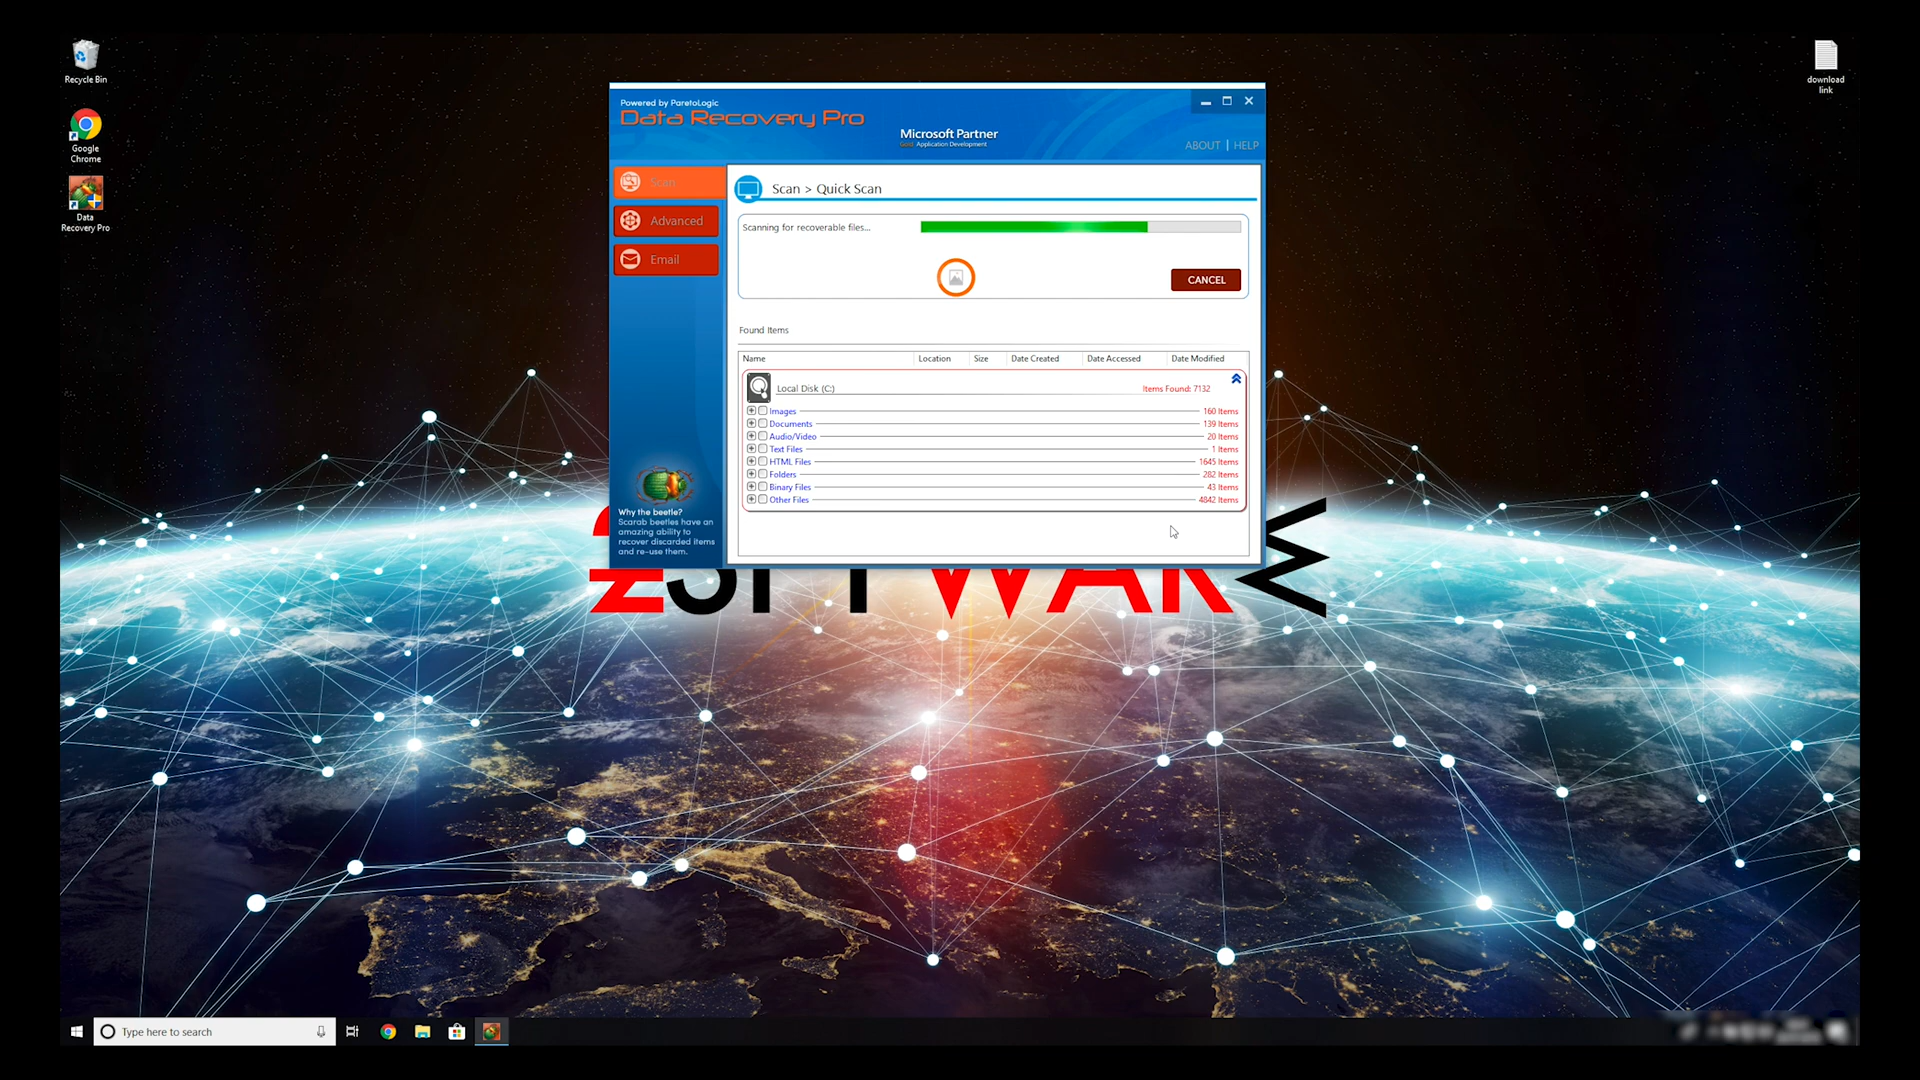 Recycle Bin
Google
Chrome
Data
Recovery Pro
download
link
Powered by ParetoLogic
Data Recovery Pro
Microsoft Partner
Gold Application Development
ABOUT | HELP
Scan
Advanced
Email
Scan > Quick Scan
Scanning for recoverable files...
CANCEL
Found Items
Name Location Size Date Created Date Accessed Date Modified
Local Disk (C:) Items Found: 7132
Images 160 Items
Documents 139 Items
Audio/Video 20 Items
Text Files 1 Items
HTML Files 1645 Items
Folders 282 Items
Binary Files 43 Items
Other Files 4842 Items
Why the beetle?
Scarab beetles have an
amazing ability to
recover discarded items
and re-use them.
2SPYWARE
Type here to search